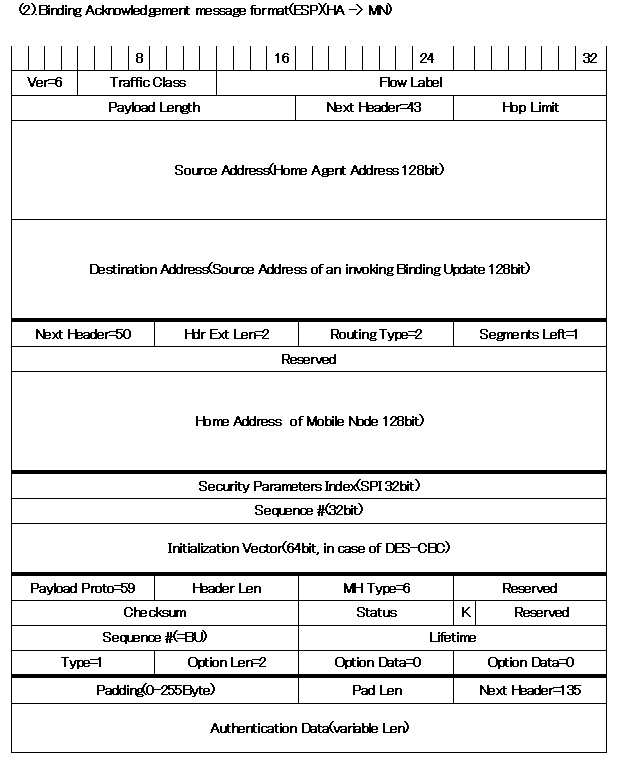 (2).Binding Acknowledgement message format(ESP)(HA -> MN)
8 16 24 32
Ver=6 Traffic Class Flow Label
Payload Length Next Header=43 Hop Limit
Source Address(Home Agent Address 128bit)
Destination Address(Source Address of an invoking Binding Update 128bit)
Next Header=50 Hdr Ext Len=2 Routing Type=2 Segments Left=1
Reserved
Home Address of Mobile Node 128bit)
Security Parameters Index(SPI 32bit)
Sequence #(32bit)
Initialization Vector(64bit, in case of DES-CBC)
Payload Proto=59 Header Len MH Type=6 Reserved
Checksum Status K Reserved
Sequence #(=BU) Lifetime
Type=1 Option Len=2 Option Data=0 Option Data=0
Padding(0-255Byte) Pad Len Next Header=135
Authentication Data(variable Len)